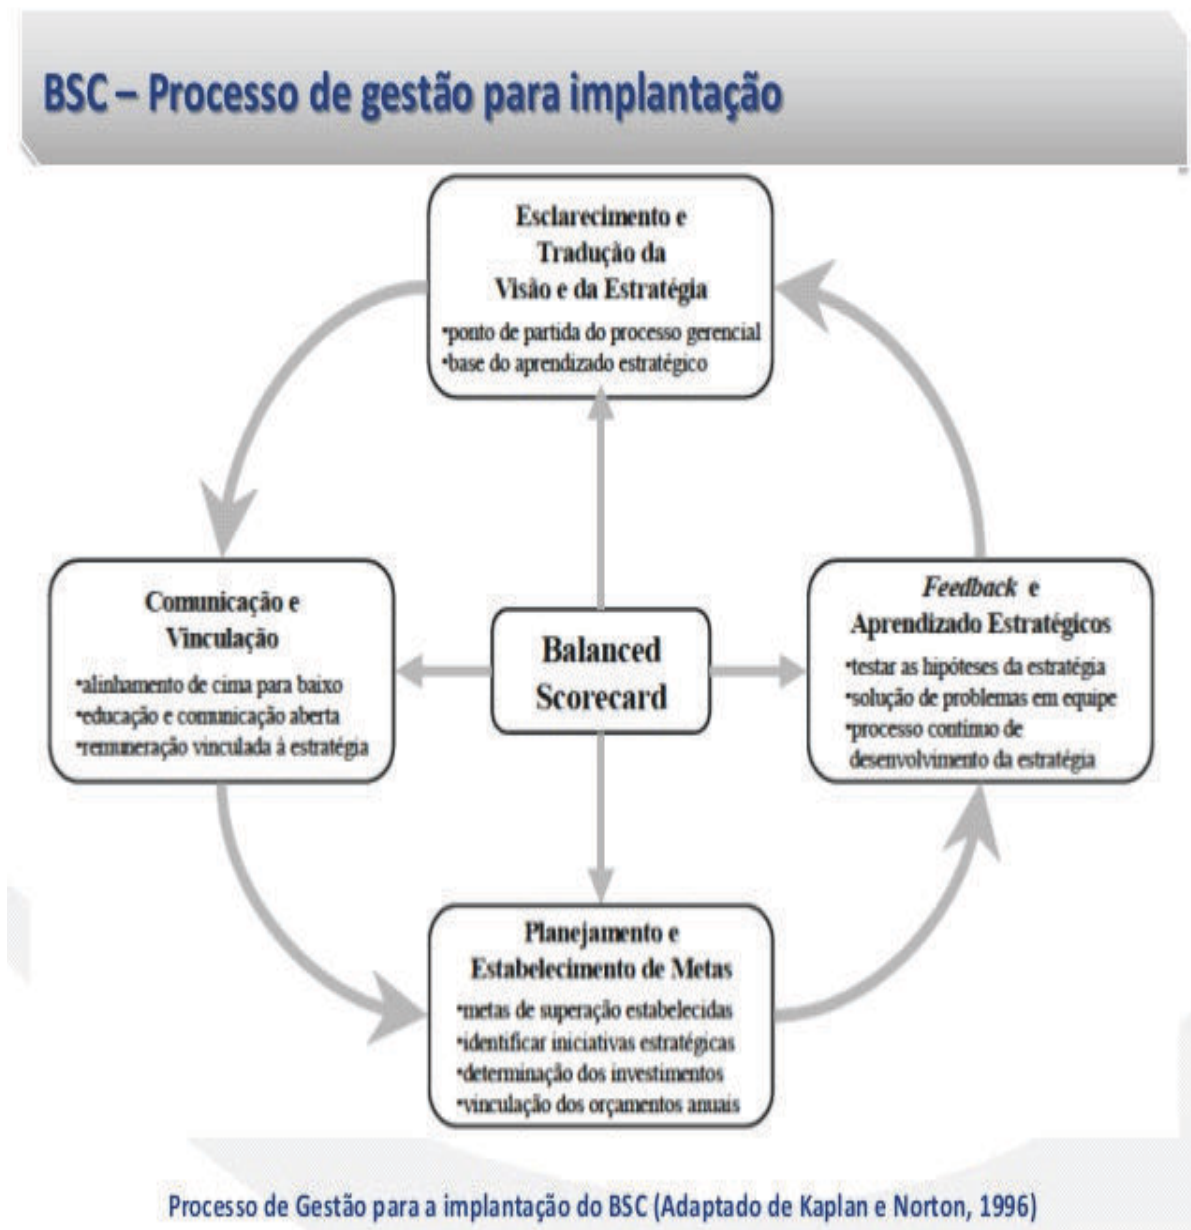 BSC – Processo de gestão para implantação
Esclarecimento e
Tradução da
Visão e da Estratégia
•ponto de partida do processo gerencial
•base do aprendizado estratégico
Comunicação e
Vinculação
•alinhamento de cima para baixo
•educação e comunicação aberta
•remuneração vinculada à estratégia
Balanced
Scorecard
Feedback e
Aprendizado Estratégicos
•testar as hipóteses da estratégia
•solução de problemas em equipe
•processo contínuo de
desenvolvimento da estratégia
Planejamento e
Estabelecimento de Metas
•metas de superação estabelecidas
•identificar iniciativas estratégicas
•determinação dos investimentos
•vinculação dos orçamentos anuais
Processo de Gestão para a implantação do BSC (Adaptado de Kaplan e Norton, 1996)